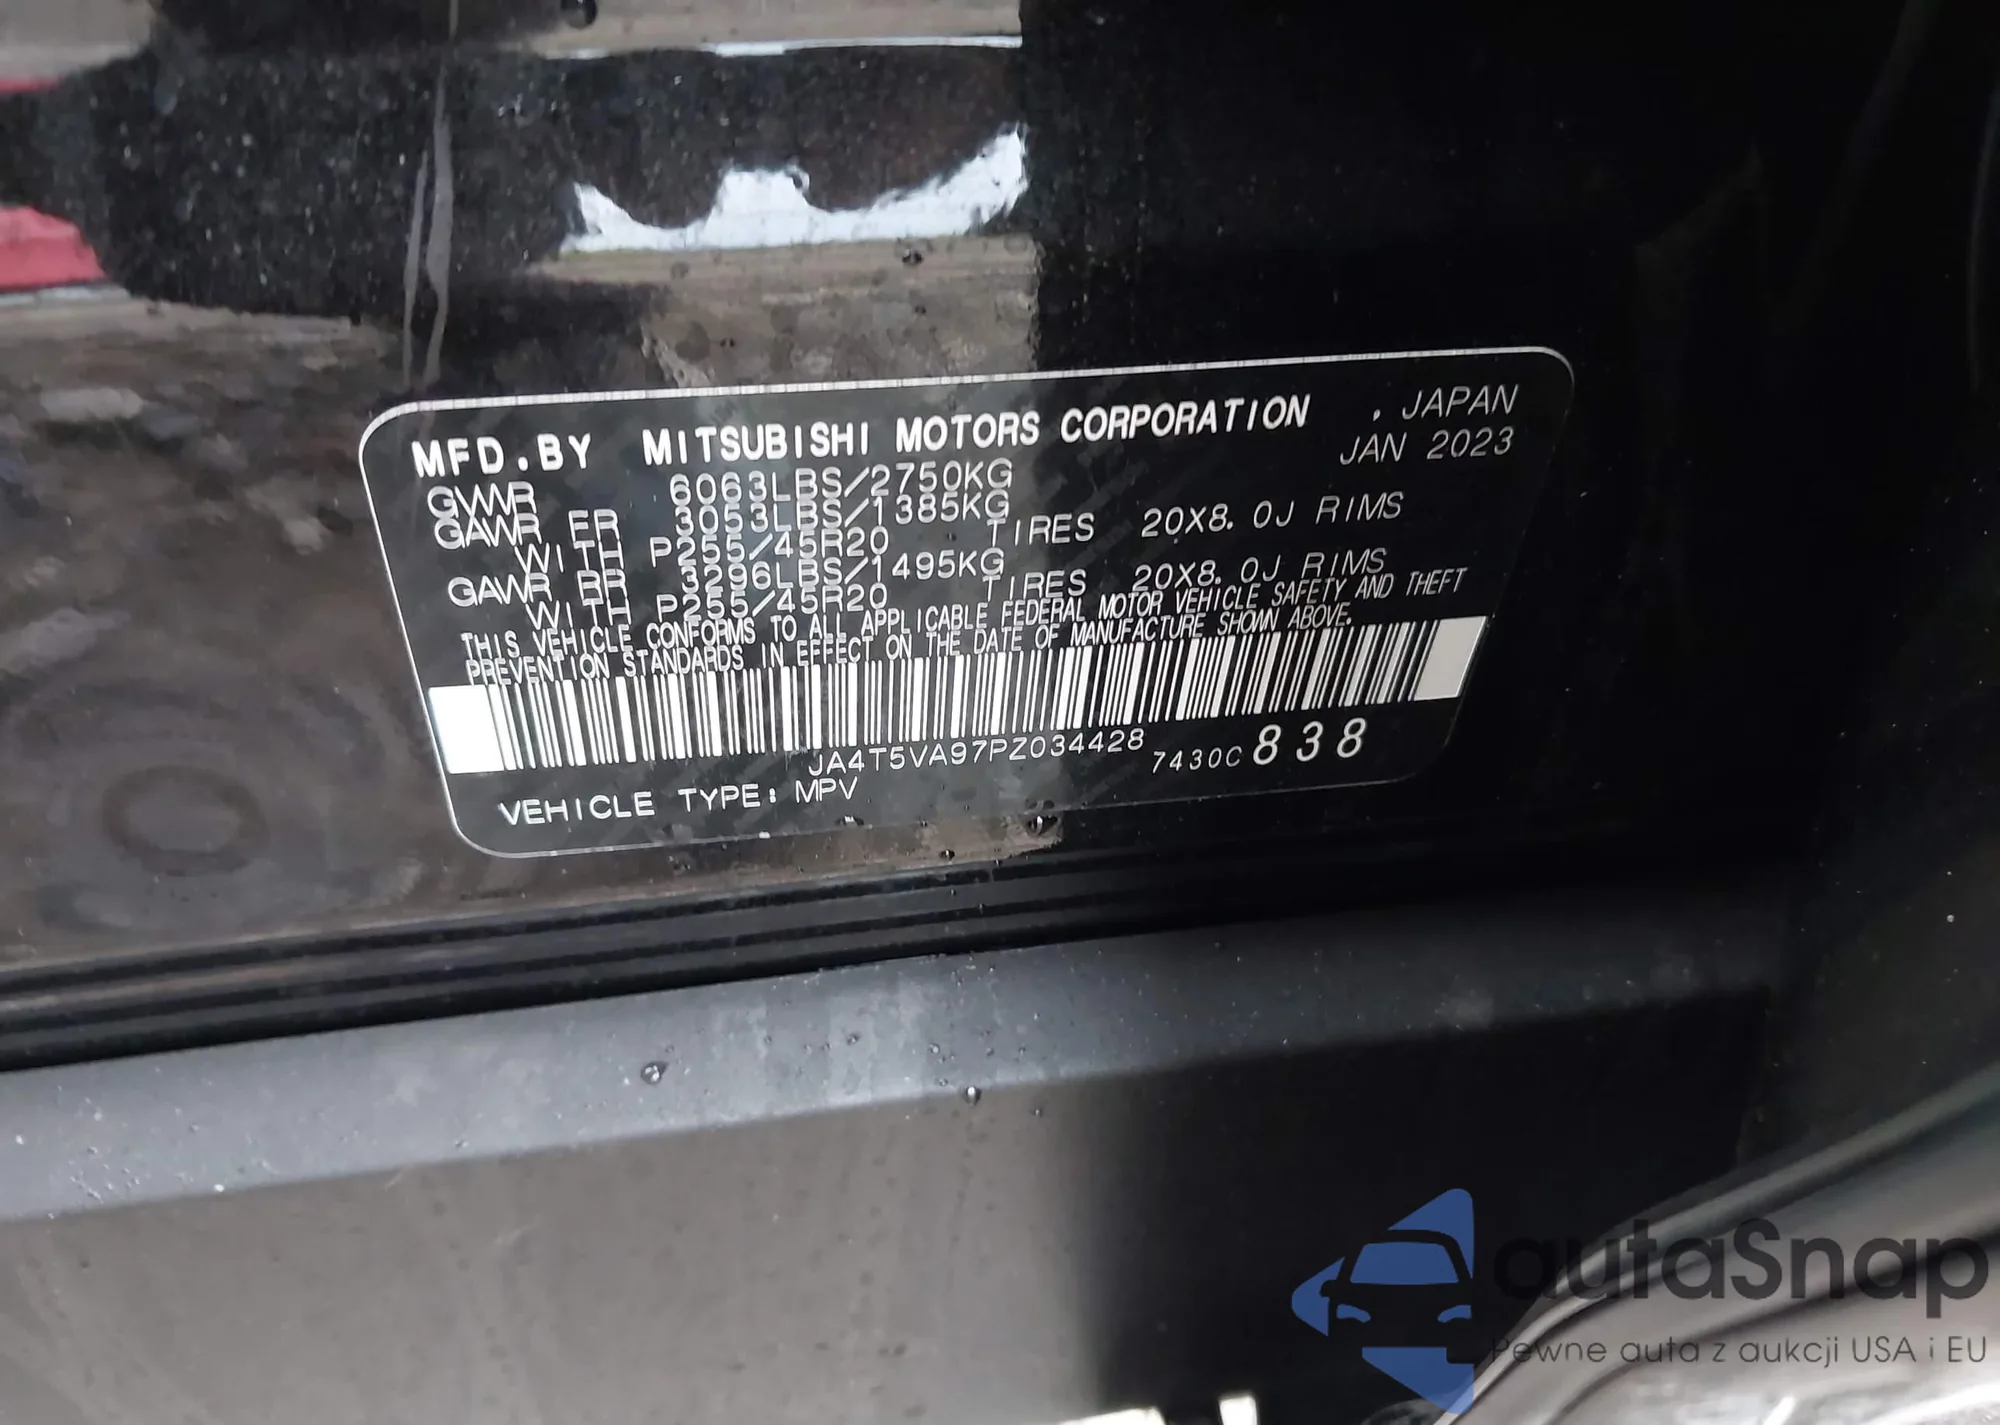 MFD.BY MITSUBISHI MOTORS CORPORATION , JAPAN
JAN 2023
GVWR 6063LBS/2750KG
GAWR FR 3053LBS/1385KG
WITH P255/45R20 TIRES 20X8.0J RIMS
GAWR RR 3296LBS/1495KG
WITH P255/45R20 TIRES 20X8.0J RIMS
THIS VEHICLE CONFORMS TO ALL APPLICABLE FEDERAL MOTOR VEHICLE SAFETY AND THEFT
PREVENTION STANDARDS IN EFFECT ON THE DATE OF MANUFACTURE SHOWN ABOVE.
JA4T5VA97PZ034428 7430C838
VEHICLE TYPE: MPV
autaSnap
Pewne auta z aukcji USA i EU